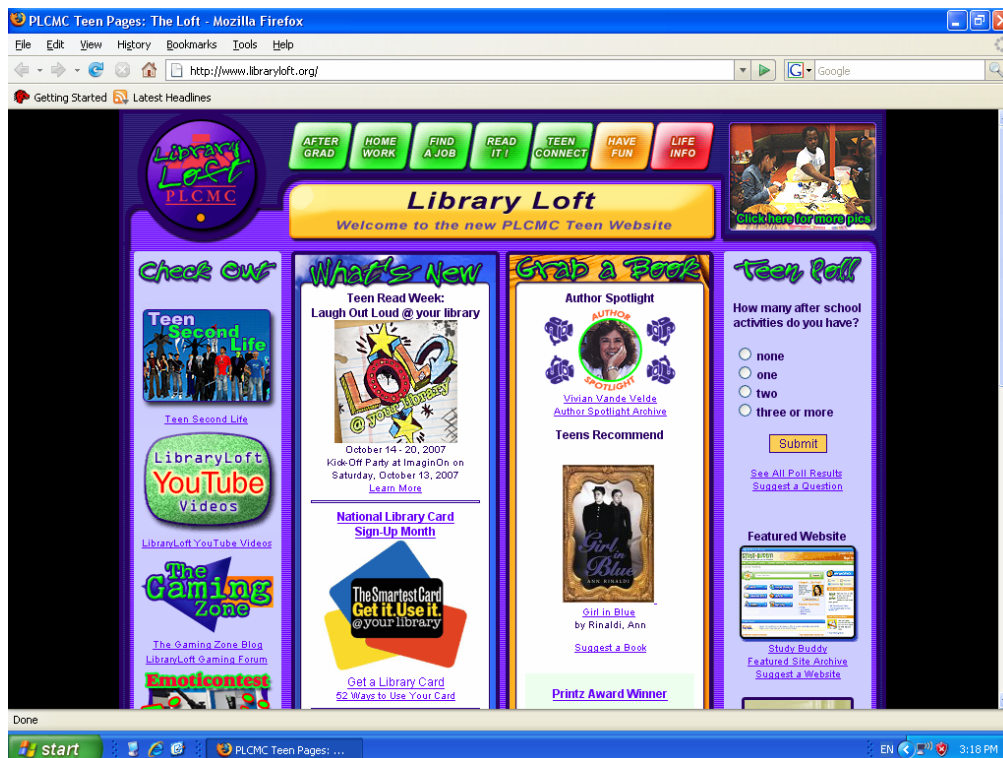 PLCMC Teen Pages: The Loft - Mozilla Firefox
File Edit View History Bookmarks Tools Help
http://www.libraryloft.org/
G Google
Getting Started Latest Headlines
Library
Loft
PLCMC
AFTER GRAD
HOME WORK
FIND A JOB
READ IT !
TEEN CONNECT
HAVE FUN
LIFE INFO
Library Loft
Welcome to the new PLCMC Teen Website
Click here for more pics
Check Out
Teen
Second
Life
Teen Second Life
LibraryLoft
YouTube
Videos
LibraryLoft YouTube Videos
The
Gaming
Zone
The Gaming Zone Blog
LibraryLoft Gaming Forum
Emoticontest
What's New
Teen Read Week:
Laugh Out Loud @ your library
LOL
@ your library
October 14 - 20, 2007
Kick-Off Party at ImaginOn on
Saturday, October 13, 2007
Learn More
National Library Card
Sign-Up Month
The Smartest Card
Get it. Use it.
@ your library
Get a Library Card
52 Ways to Use Your Card
Grab a Book
Author Spotlight
AUTHOR
SPOTLIGHT
Vivian Vande Velde
Author Spotlight Archive
Teens Recommend
Girl in
Blue
ANN RINALDI
Girl in Blue
by Rinaldi, Ann
Suggest a Book
Printz Award Winner
Teen Poll
How many after school
activities do you have?
none
one
two
three or more
Submit
See All Poll Results
Suggest a Question
Featured Website
Study Buddy
Featured Site Archive
Suggest a Website
Done
start
PLCMC Teen Pages: ...
EN
3:18 PM